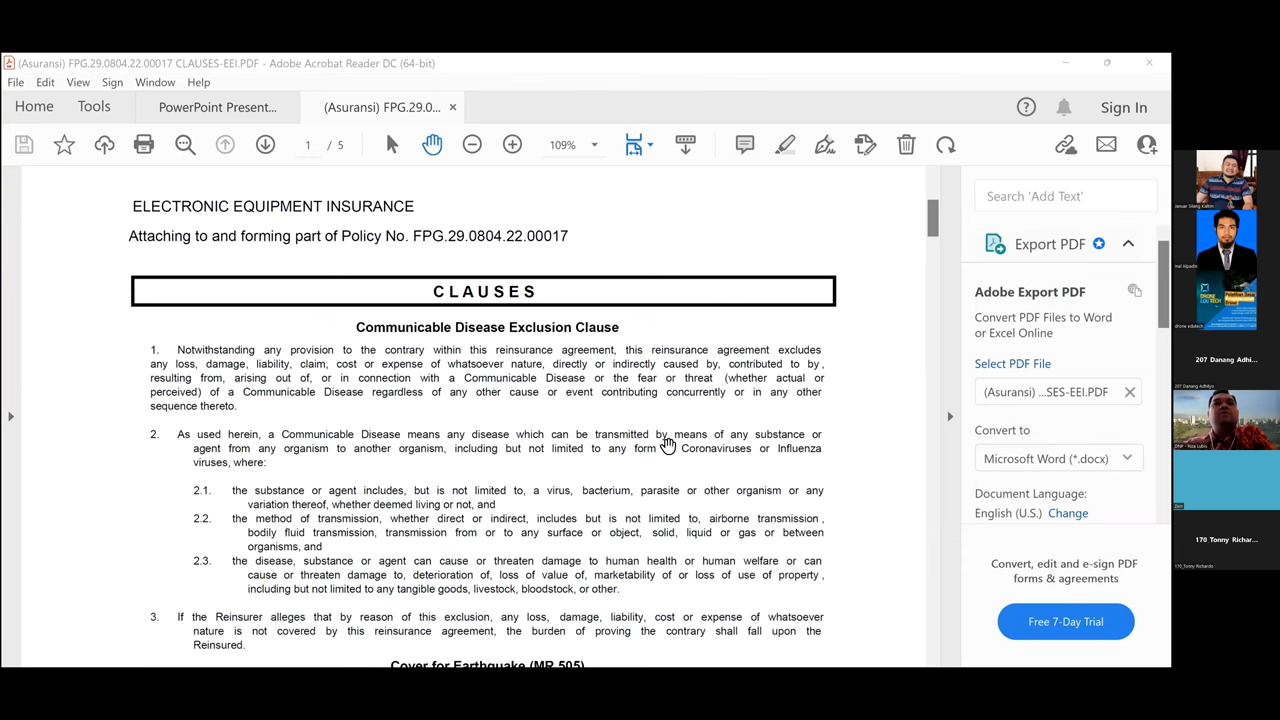 (Asuransi) FPG.29.0804.22.00017 CLAUSES-EEI.PDF - Adobe Acrobat Reader DC (64-bit)
File Edit View Sign Window Help
Home Tools PowerPoint Present... (Asuransi) FPG.29.0... × Sign In
1 / 5 109%
ELECTRONIC EQUIPMENT INSURANCE
Attaching to and forming part of Policy No. FPG.29.0804.22.00017
CLAUSES
Communicable Disease Exclusion Clause
1. Notwithstanding any provision to the contrary within this reinsurance agreement, this reinsurance agreement excludes
any loss, damage, liability, claim, cost or expense of whatsoever nature, directly or indirectly caused by, contributed to by,
resulting from, arising out of, or in connection with a Communicable Disease or the fear or threat (whether actual or
perceived) of a Communicable Disease regardless of any other cause or event contributing concurrently or in any other
sequence thereto.
2. As used herein, a Communicable Disease means any disease which can be transmitted by means of any substance or
agent from any organism to another organism, including but not limited to any form Coronaviruses or Influenza
viruses, where:
2.1. the substance or agent includes, but is not limited to, a virus, bacterium, parasite or other organism or any
variation thereof, whether deemed living or not, and
2.2. the method of transmission, whether direct or indirect, includes but is not limited to, airborne transmission,
bodily fluid transmission, transmission from or to any surface or object, solid, liquid or gas or between
organisms, and
2.3. the disease, substance or agent can cause or threaten damage to human health or human welfare or can
cause or threaten damage to, deterioration of, loss of value of, marketability of or loss of use of property,
including but not limited to any tangible goods, livestock, bloodstock, or other.
3. If the Reinsurer alleges that by reason of this exclusion, any loss, damage, liability, cost or expense of whatsoever
nature is not covered by this reinsurance agreement, the burden of proving the contrary shall fall upon the
Reinsured.
Cover for Earthquake (MR 505)
Search 'Add Text'
Export PDF
Adobe Export PDF
Convert PDF Files to Word
or Excel Online
Select PDF File
(Asuransi) ...SES-EEI.PDF
Convert to
Microsoft Word (*.docx)
Document Language:
English (U.S.) Change
Convert, edit and e-sign PDF
forms & agreements
Free 7-Day Trial
drone edutech
207 Danang Adhi...
170 Tonny Richar...
170_Tonny Richardo